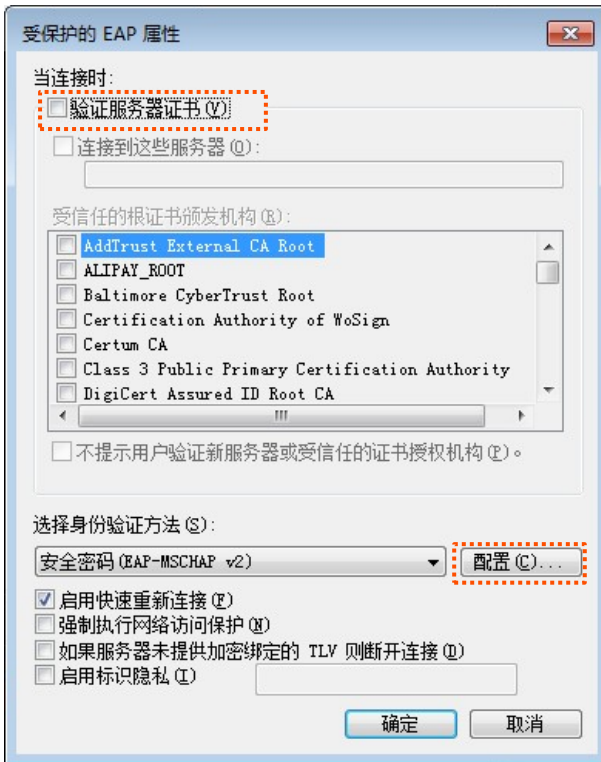 受保护的 EAP 属性
当连接时:
验证服务器证书(V)
连接到这些服务器(O):
受信任的根证书颁发机构(R):
AddTrust External CA Root
ALIPAY_ROOT
Baltimore CyberTrust Root
Certification Authority of WoSign
Certum CA
Class 3 Public Primary Certification Authority
DigiCert Assured ID Root CA
不提示用户验证新服务器或受信任的证书授权机构(P)。
选择身份验证方法(S):
安全密码(EAP-MSCHAP v2)
配置(C)...
启用快速重新连接(F)
强制执行网络访问保护(N)
如果服务器未提供加密绑定的 TLV 则断开连接(D)
启用标识隐私(I)
确定
取消